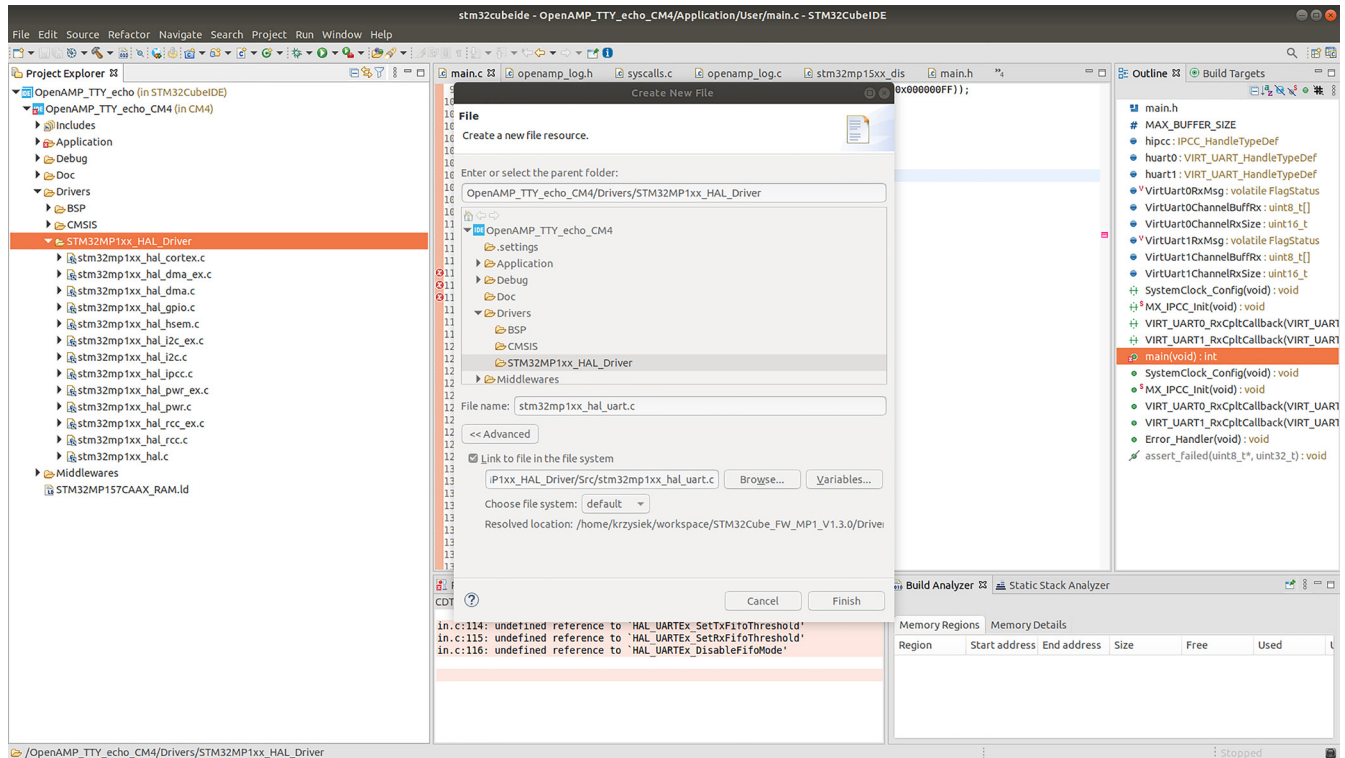 stm32cubeide - OpenAMP_TTY_echo_CM4/Application/User/main.c - STM32CubeIDE
File Edit Source Refactor Navigate Search Project Run Window Help
Project Explorer
OpenAMP_TTY_echo (in STM32CubeIDE)
OpenAMP_TTY_echo_CM4 (in CM4)
Includes
Application
Debug
Doc
Drivers
BSP
CMSIS
STM32MP1xx_HAL_Driver
stm32mp1xx_hal_cortex.c
stm32mp1xx_hal_dma_ex.c
stm32mp1xx_hal_dma.c
stm32mp1xx_hal_gpio.c
stm32mp1xx_hal_hsem.c
stm32mp1xx_hal_i2c_ex.c
stm32mp1xx_hal_i2c.c
stm32mp1xx_hal_ipcc.c
stm32mp1xx_hal_pwr_ex.c
stm32mp1xx_hal_pwr.c
stm32mp1xx_hal_rcc_ex.c
stm32mp1xx_hal_rcc.c
stm32mp1xx_hal.c
Middlewares
STM32MP157CAAX_RAM.ld
main.c openamp_log.h syscalls.c openamp_log.c stm32mp15xx_dis main.h
0x000000FF));
Create New File
File
Create a new file resource.
Enter or select the parent folder:
OpenAMP_TTY_echo_CM4/Drivers/STM32MP1xx_HAL_Driver
OpenAMP_TTY_echo_CM4
.settings
Application
Debug
Doc
Drivers
BSP
CMSIS
STM32MP1xx_HAL_Driver
Middlewares
File name: stm32mp1xx_hal_uart.c
<< Advanced
Link to file in the file system
P1xx_HAL_Driver/Src/stm32mp1xx_hal_uart.c Browse... Variables...
Choose file system: default
Resolved location: /home/krzysiek/workspace/STM32Cube_FW_MP1_V1.3.0/Driver
Cancel Finish
CDT
in.c:114: undefined reference to `HAL_UARTEx_SetTxFifoThreshold'
in.c:115: undefined reference to `HAL_UARTEx_SetRxFifoThreshold'
in.c:116: undefined reference to `HAL_UARTEx_DisableFifoMode'
Build Analyzer Static Stack Analyzer
Memory Regions Memory Details
Region Start address End address Size Free Used
Outline Build Targets
main.h
MAX_BUFFER_SIZE
hipcc : IPCC_HandleTypeDef
huart0 : VIRT_UART_HandleTypeDef
huart1 : VIRT_UART_HandleTypeDef
VirtUart0RxMsg : volatile FlagStatus
VirtUart0ChannelBuffRx : uint8_t[]
VirtUart0ChannelRxSize : uint16_t
VirtUart1RxMsg : volatile FlagStatus
VirtUart1ChannelBuffRx : uint8_t[]
VirtUart1ChannelRxSize : uint16_t
SystemClock_Config(void) : void
MX_IPCC_Init(void) : void
VIRT_UART0_RxCpltCallback(VIRT_UART
VIRT_UART1_RxCpltCallback(VIRT_UART
main(void) : int
SystemClock_Config(void) : void
MX_IPCC_Init(void) : void
VIRT_UART0_RxCpltCallback(VIRT_UART
VIRT_UART1_RxCpltCallback(VIRT_UART
Error_Handler(void) : void
assert_failed(uint8_t*, uint32_t) : void
/OpenAMP_TTY_echo_CM4/Drivers/STM32MP1xx_HAL_Driver
Stopped